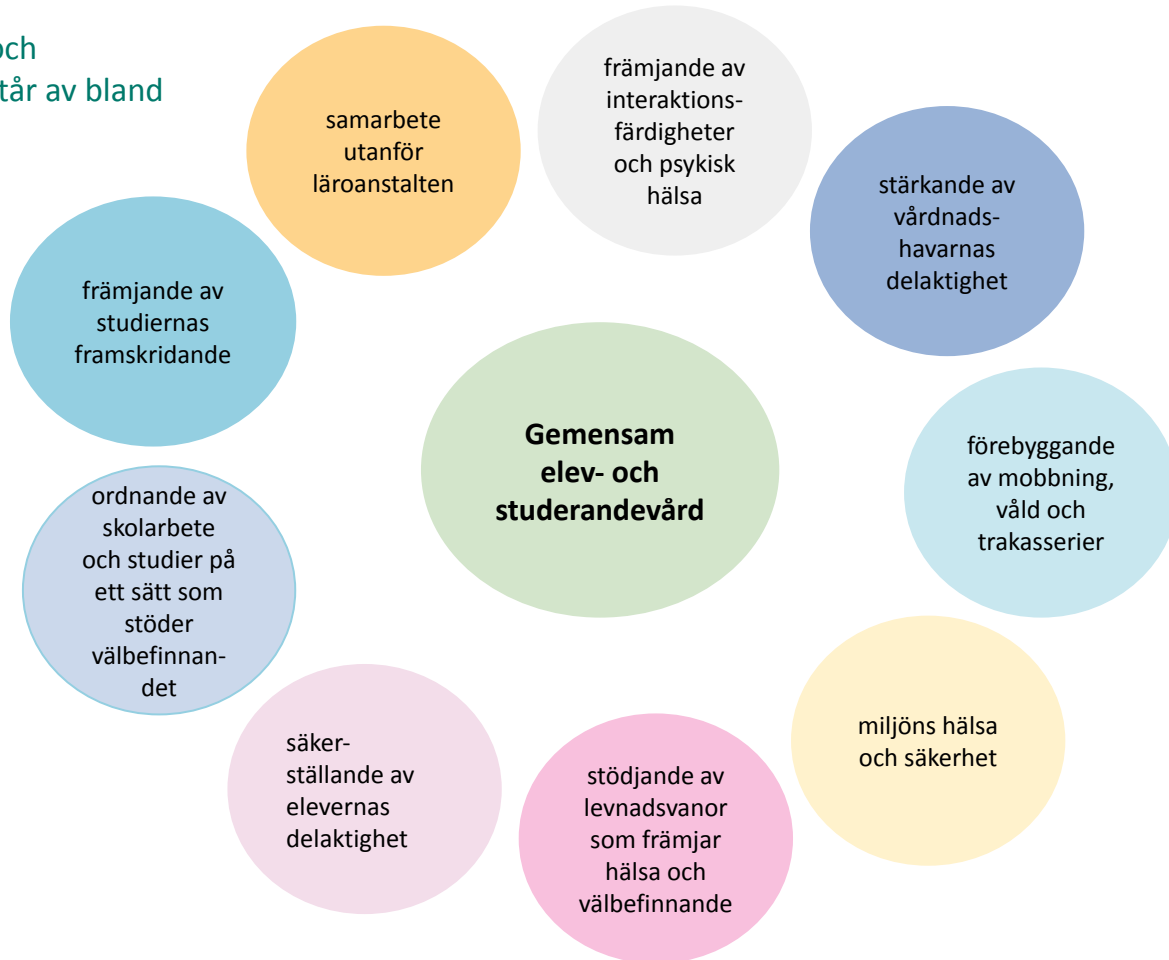 och
tår av bland
främjande av
interaktions-
färdigheter
och psykisk
hälsa
samarbete
utanför
läroanstalten
stärkande av
vårdnads-
havarnas
delaktighet
främjande av
studiernas
framskridande
Gemensam
elev- och
studerandevård
förebyggande
av mobbning,
våld och
trakasserier
ordnande av
skolarbete
och studier på
ett sätt som
stöder
välbefinnan-
det
säker-
ställande av
elevernas
delaktighet
stödjande av
levnadsvanor
som främjar
hälsa och
välbefinnande
miljöns hälsa
och säkerhet